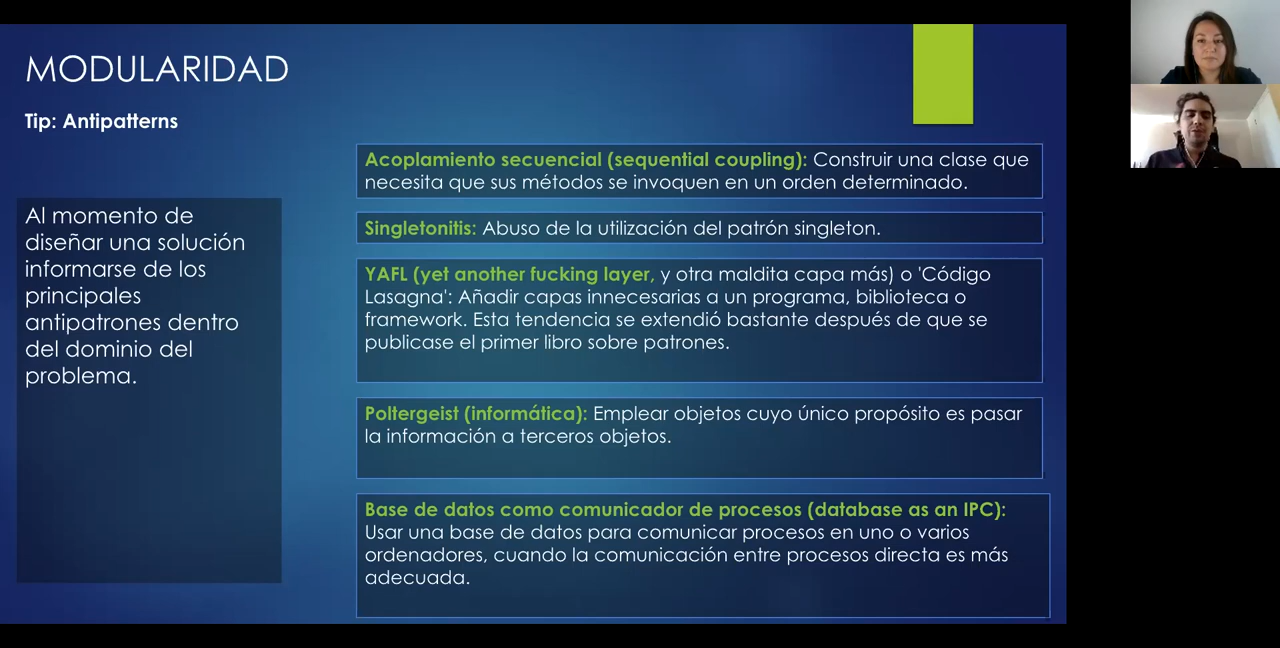 MODULARIDAD
Tip: Antipatterns
Al momento de
diseñar una solución
informarse de los
principales
antipatrones dentro
del dominio del
problema.
Acoplamiento secuencial (sequential coupling): Construir una clase que
necesita que sus métodos se invoquen en un orden determinado.
Singletonitis: Abuso de la utilización del patrón singleton.
YAFL (yet another fucking layer, y otra maldita capa más) o 'Código
Lasagna': Añadir capas innecesarias a un programa, biblioteca o
framework. Esta tendencia se extendió bastante después de que se
publicase el primer libro sobre patrones.
Poltergeist (informática): Emplear objetos cuyo único propósito es pasar
la información a terceros objetos.
Base de datos como comunicador de procesos (database as an IPC):
Usar una base de datos para comunicar procesos en uno o varios
ordenadores, cuando la comunicación entre procesos directa es más
adecuada.